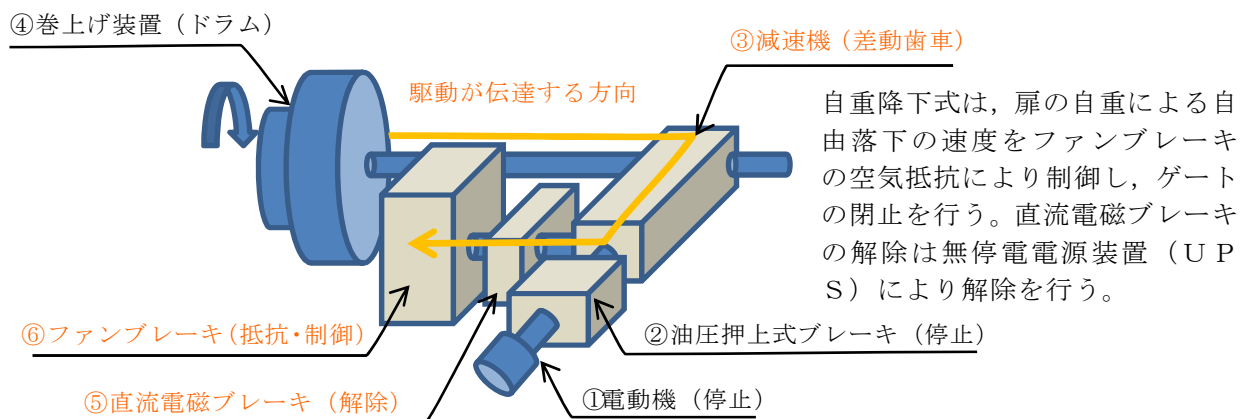 ④巻上げ装置（ドラム）
③減速機（差動歯車）
駆動が伝達する方向
自重降下式は，扉の自重による自
由落下の速度をファンブレーキ
の空気抵抗により制御し，ゲート
の閉止を行う。直流電磁ブレーキ
の解除は無停電電源装置（ＵＰ
Ｓ）により解除を行う。
⑥ファンブレーキ（抵抗・制御）
②油圧押上式ブレーキ（停止）
⑤直流電磁ブレーキ（解除）
①電動機（停止）